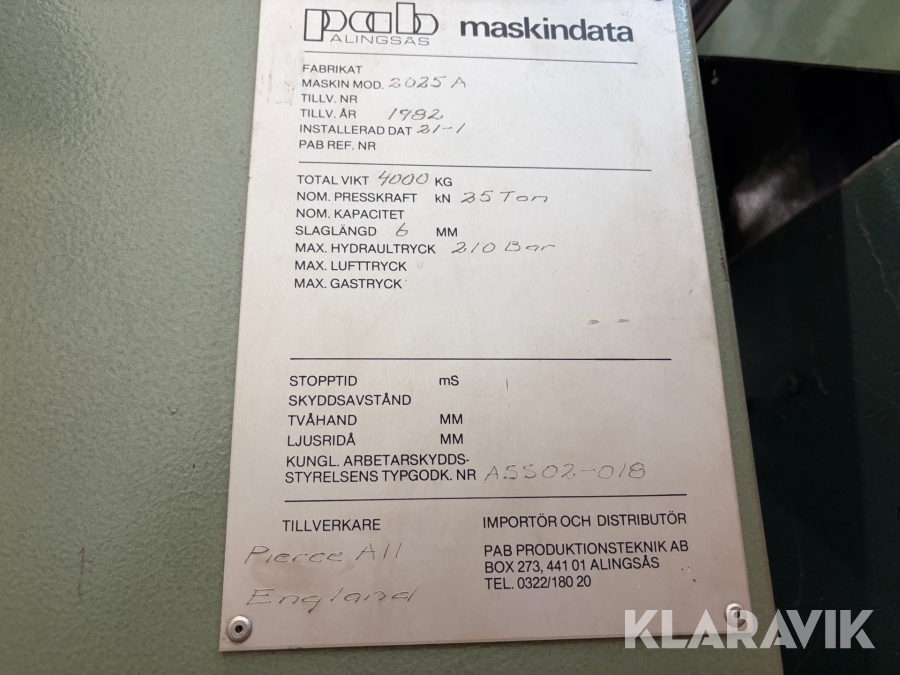 pab maskindata
ALINGSÅS
FABRIKAT
MASKIN MOD. 2025 A
TILLV. NR
TILLV. ÅR 1982
INSTALLERAD DAT 21-1
PAB REF. NR
TOTAL VIKT 4000 KG
NOM. PRESSKRAFT kN 25 Ton
NOM. KAPACITET
SLAGLÄNGD 6 MM
MAX. HYDRAULTRYCK 210 Bar
MAX. LUFTTRYCK
MAX. GASTRYCK
STOPPTID mS
SKYDDSAVSTÅND
TVÅHAND MM
LJUSRIDÅ MM
KUNGL. ARBETARSKYDDS-
STYRELSENS TYPGODK. NR ASS02-018
TILLVERKARE
Pierce All
England
IMPORTÖR OCH DISTRIBUTÖR
PAB PRODUKTIONSTEKNIK AB
BOX 273, 441 01 ALINGSÅS
TEL. 0322/180 20
KLARAVIK